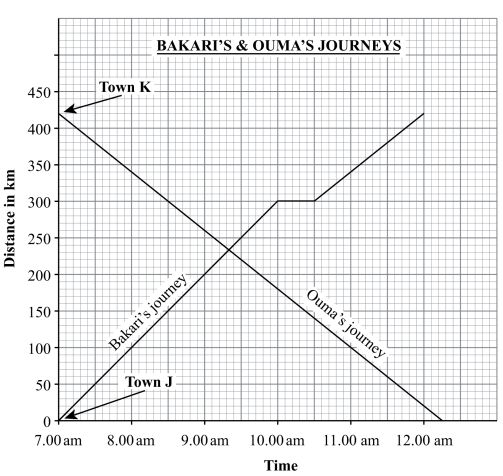 BAKARI'S & OUMA'S JOURNEYS
Town K
450
400
350
300
250
200
150
100
50
0
Distance in km
Bakari's journey
Ouma's journey
Town J
7.00 am 8.00 am 9.00 am 10.00 am 11.00 am 12.00 am
Time